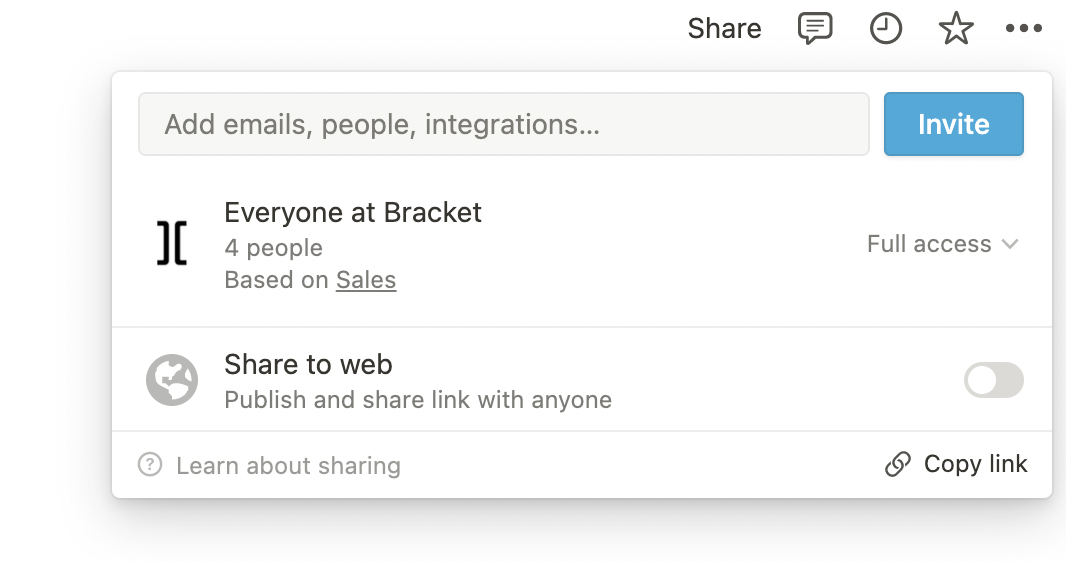 Share
Add emails, people, integrations...
Invite
Everyone at Bracket
4 people
Based on Sales
Full access
Share to web
Publish and share link with anyone
Learn about sharing
Copy link